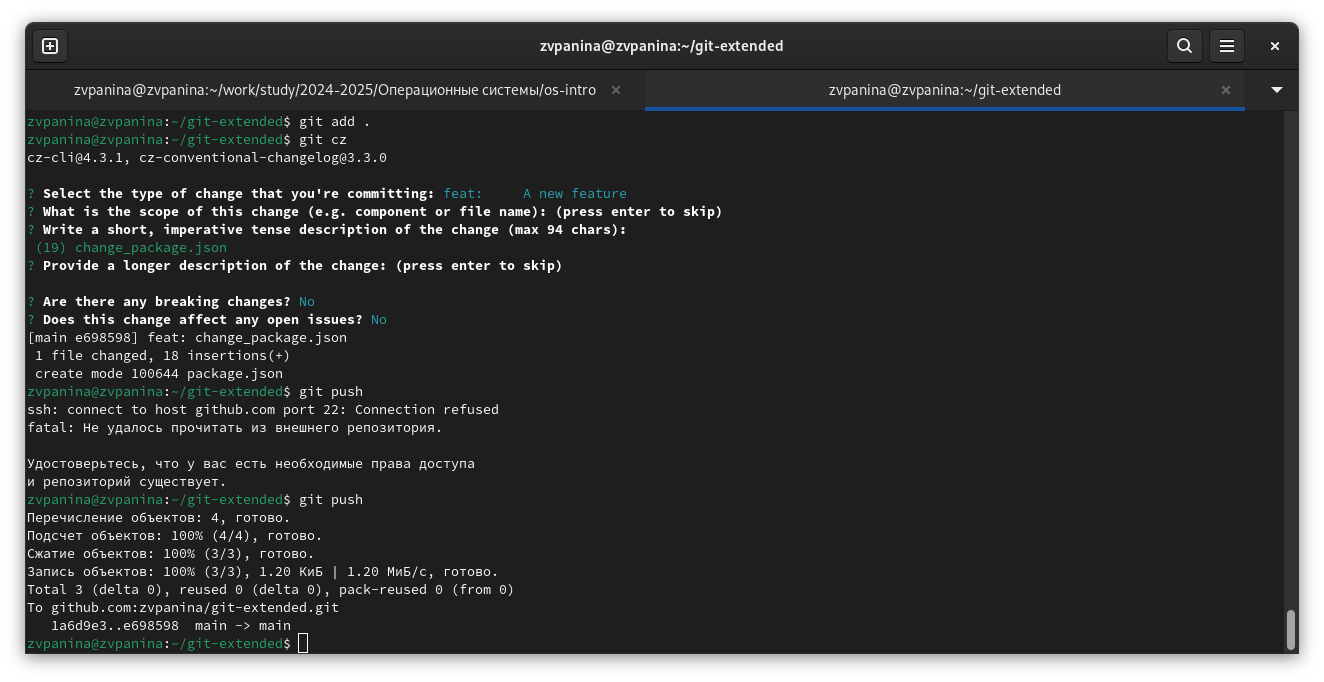 zvpanina@zvpanina:~/git-extended
zvpanina@zvpanina:~/work/study/2024-2025/Операционные системы/os-intro
zvpanina@zvpanina:~/git-extended
zvpanina@zvpanina:~/git-extended$ git add .
zvpanina@zvpanina:~/git-extended$ git cz
cz-cli@4.3.1, cz-conventional-changelog@3.3.0
? Select the type of change that you're committing: feat:     A new feature
? What is the scope of this change (e.g. component or file name): (press enter to skip)
? Write a short, imperative tense description of the change (max 94 chars):
 (19) change_package.json
? Provide a longer description of the change: (press enter to skip)
? Are there any breaking changes? No
? Does this change affect any open issues? No
[main e698598] feat: change_package.json
 1 file changed, 18 insertions(+)
 create mode 100644 package.json
zvpanina@zvpanina:~/git-extended$ git push
ssh: connect to host github.com port 22: Connection refused
fatal: Не удалось прочитать из внешнего репозитория.
Удостоверьтесь, что у вас есть необходимые права доступа
и репозиторий существует.
zvpanina@zvpanina:~/git-extended$ git push
Перечисление объектов: 4, готово.
Подсчет объектов: 100% (4/4), готово.
Сжатие объектов: 100% (3/3), готово.
Запись объектов: 100% (3/3), 1.20 КиБ | 1.20 МиБ/с, готово.
Total 3 (delta 0), reused 0 (delta 0), pack-reused 0 (from 0)
To github.com:zvpanina/git-extended.git
   1a6d9e3..e698598  main -> main
zvpanina@zvpanina:~/git-extended$